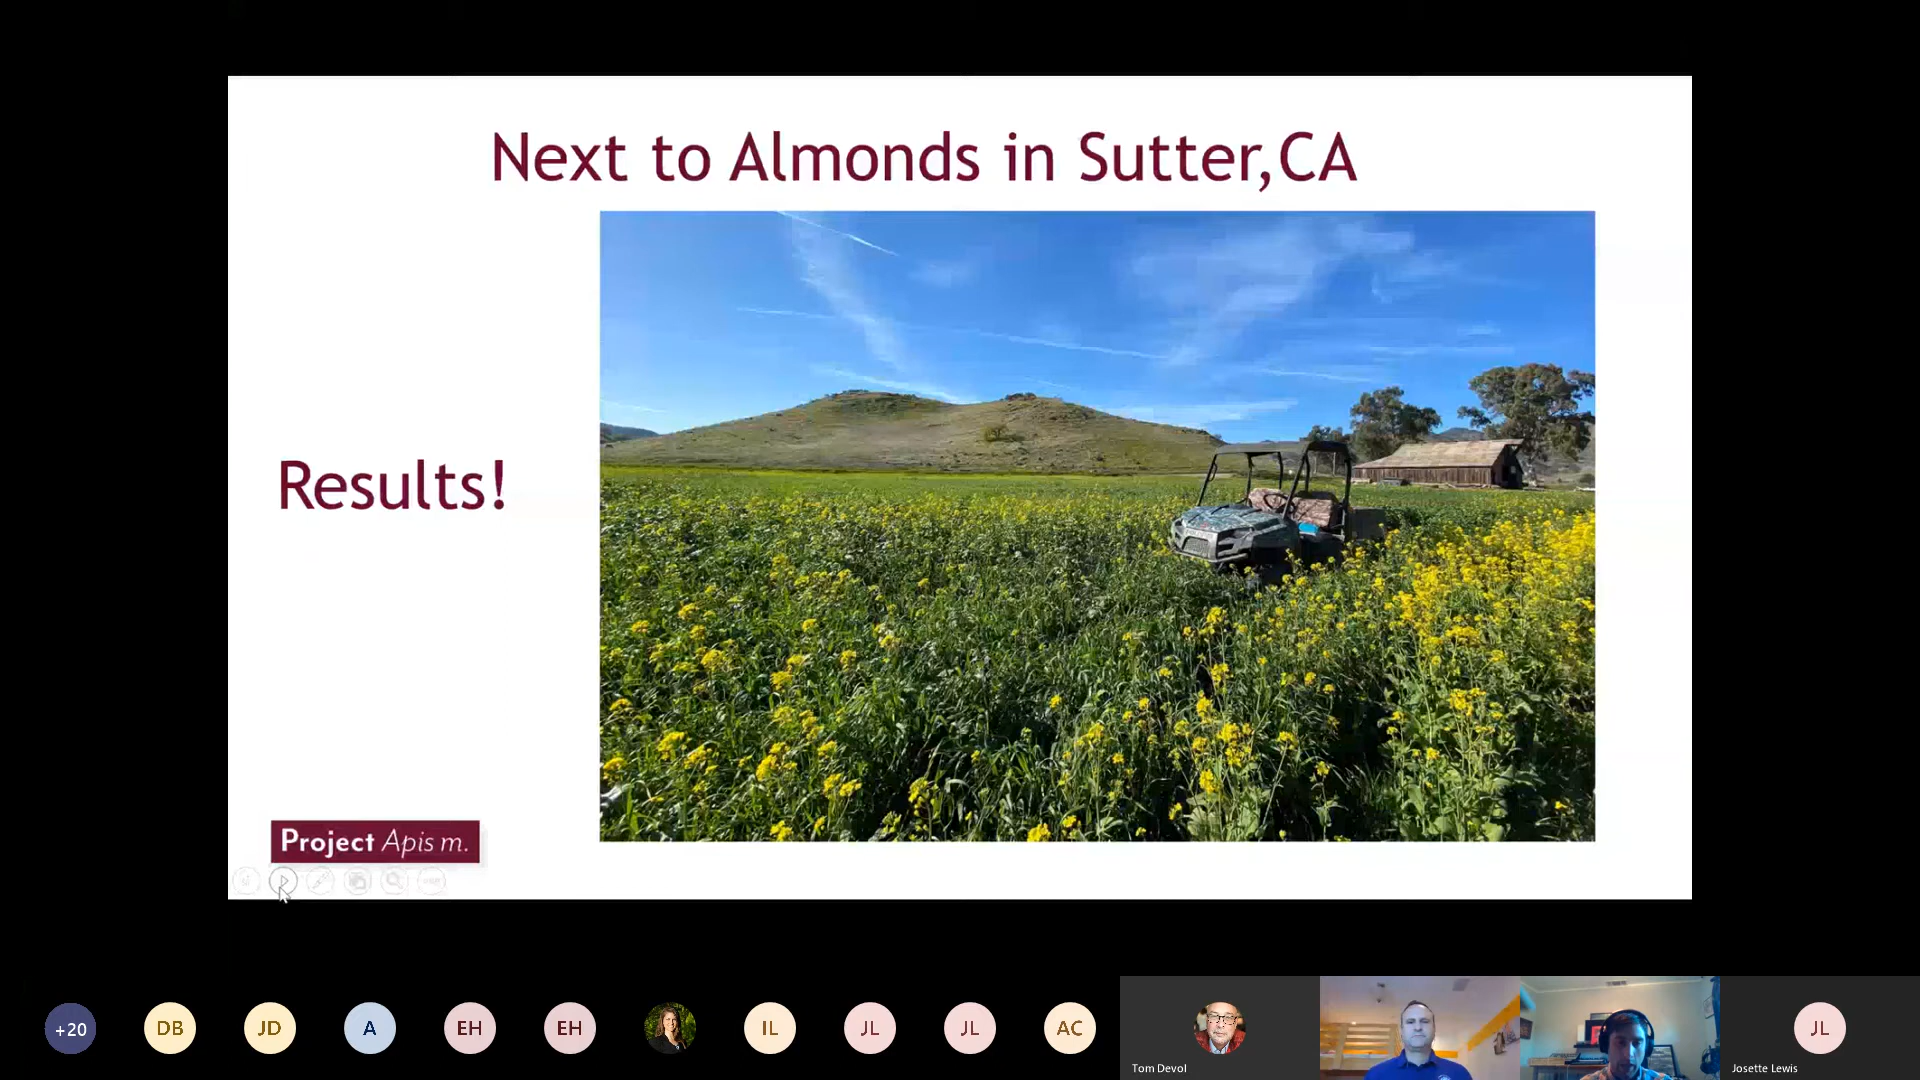 Next to Almonds in Sutter,CA
Results!
Project Apis m.
+20
DB
JD
A
EH
EH
IL
JL
JL
AC
Tom Devol
Josette Lewis
JL